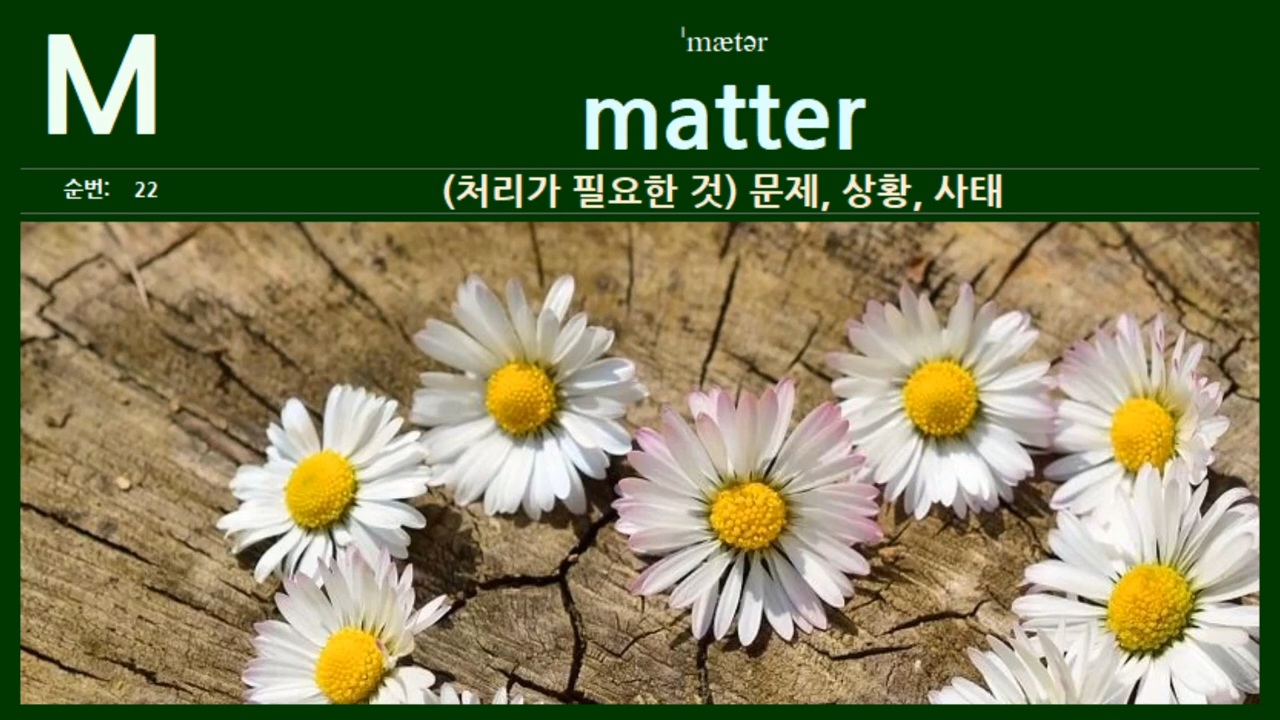 M
ˈmætər
matter
순번: 22
(처리가 필요한 것) 문제, 상황, 사태